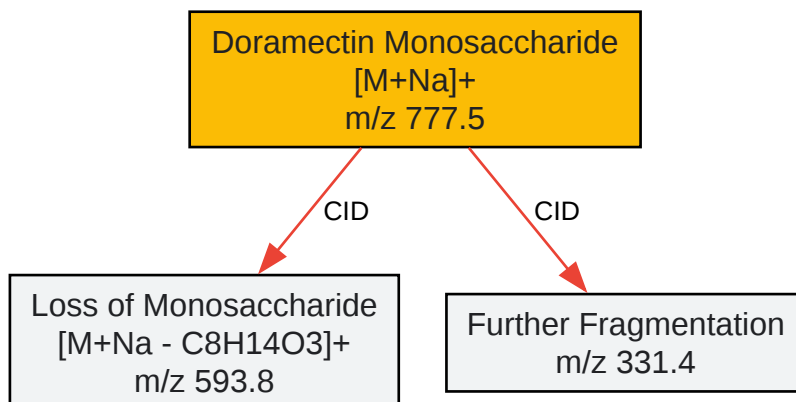 Doramectin Monosaccharide
[M+Na]+
m/z 777.5
CID
CID
Loss of Monosaccharide
[M+Na - C8H14O3]+
m/z 593.8
Further Fragmentation
m/z 331.4